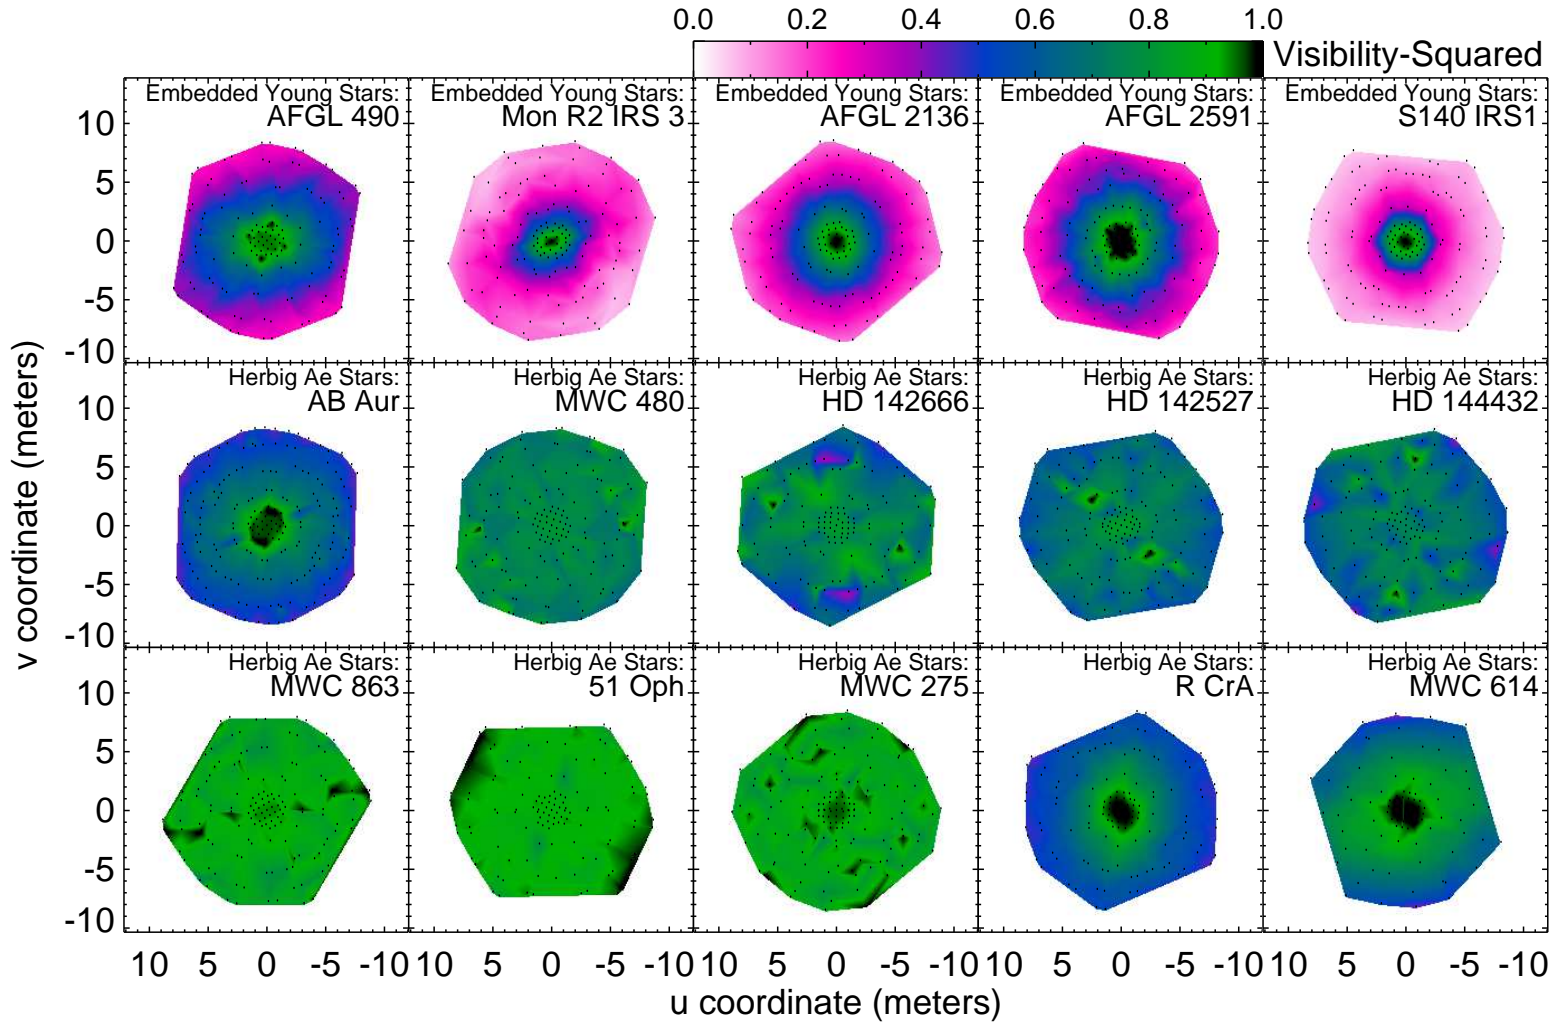 0.0 0.2 0.4 0.6 0.8 1.0
Visibility-Squared
Embedded Young Stars:
AFGL 490
Embedded Young Stars:
Mon R2 IRS 3
Embedded Young Stars:
AFGL 2136
Embedded Young Stars:
AFGL 2591
Embedded Young Stars:
S140 IRS1
10
5
0
-5
-10
Herbig Ae Stars:
AB Aur
Herbig Ae Stars:
MWC 480
Herbig Ae Stars:
HD 142666
Herbig Ae Stars:
HD 142527
Herbig Ae Stars:
HD 144432
10
5
0
-5
-10
v coordinate (meters)
Herbig Ae Stars:
MWC 863
Herbig Ae Stars:
51 Oph
Herbig Ae Stars:
MWC 275
Herbig Ae Stars:
R CrA
Herbig Ae Stars:
MWC 614
10
5
0
-5
-10
10 5 0 -5 -10 10 5 0 -5 -10 10 5 0 -5 -10 10 5 0 -5 -10 10 5 0 -5 -10
u coordinate (meters)